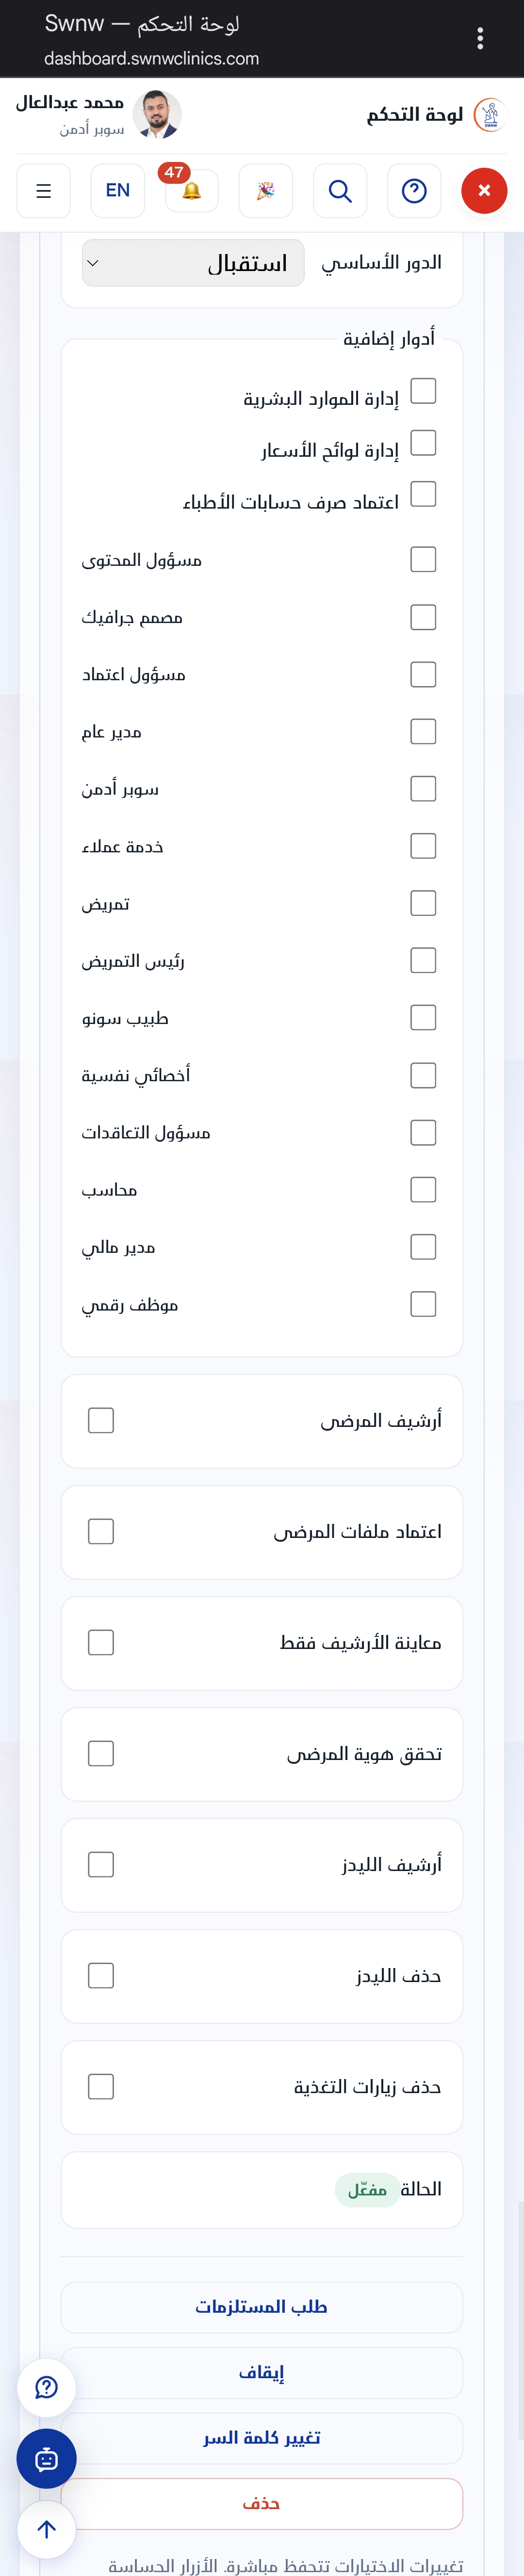 لوحة التحكم — Swnw
dashboard.swnwclinics.com
لوحة التحكم
محمد عبدالعال
سوبر أدمن
47
EN
الدور الأساسي
استقبال
أدوار إضافية
إدارة الموارد البشرية
إدارة لوائح الأسعار
اعتماد صرف حسابات الأطباء
مسؤول المحتوى
مصمم جرافيك
مسؤول اعتماد
مدير عام
سوبر أدمن
خدمة عملاء
تمريض
رئيس التمريض
طبيب سونو
أخصائي نفسية
مسؤول التعاقدات
محاسب
مدير مالي
موظف رقمي
أرشيف المرضى
اعتماد ملفات المرضى
معاينة الأرشيف فقط
تحقق هوية المرضى
أرشيف الليدز
حذف الليدز
حذف زيارات التغذية
الحالة مفعّل
طلب المستلزمات
إيقاف
تغيير كلمة السر
حذف
تغييرات الاختيارات تتحفظ مباشرة. الأزرار الحساسة